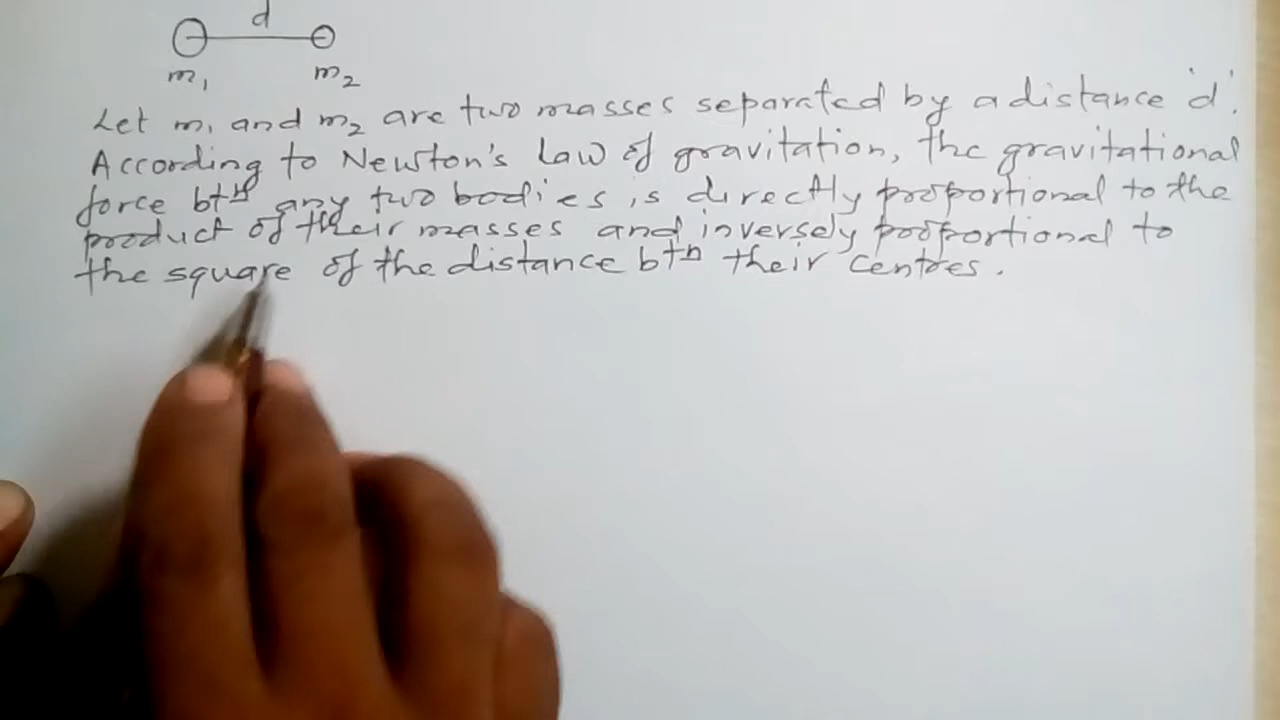 d
m₁ m₂
Let m₁ and m₂ are two masses separated by a distance 'd'.
According to Newton's Law of gravitation, the gravitational
force btⁿ any two bodies is directly proportional to the
product of their masses and inversely proportional to
the square of the distance btⁿ their centres.